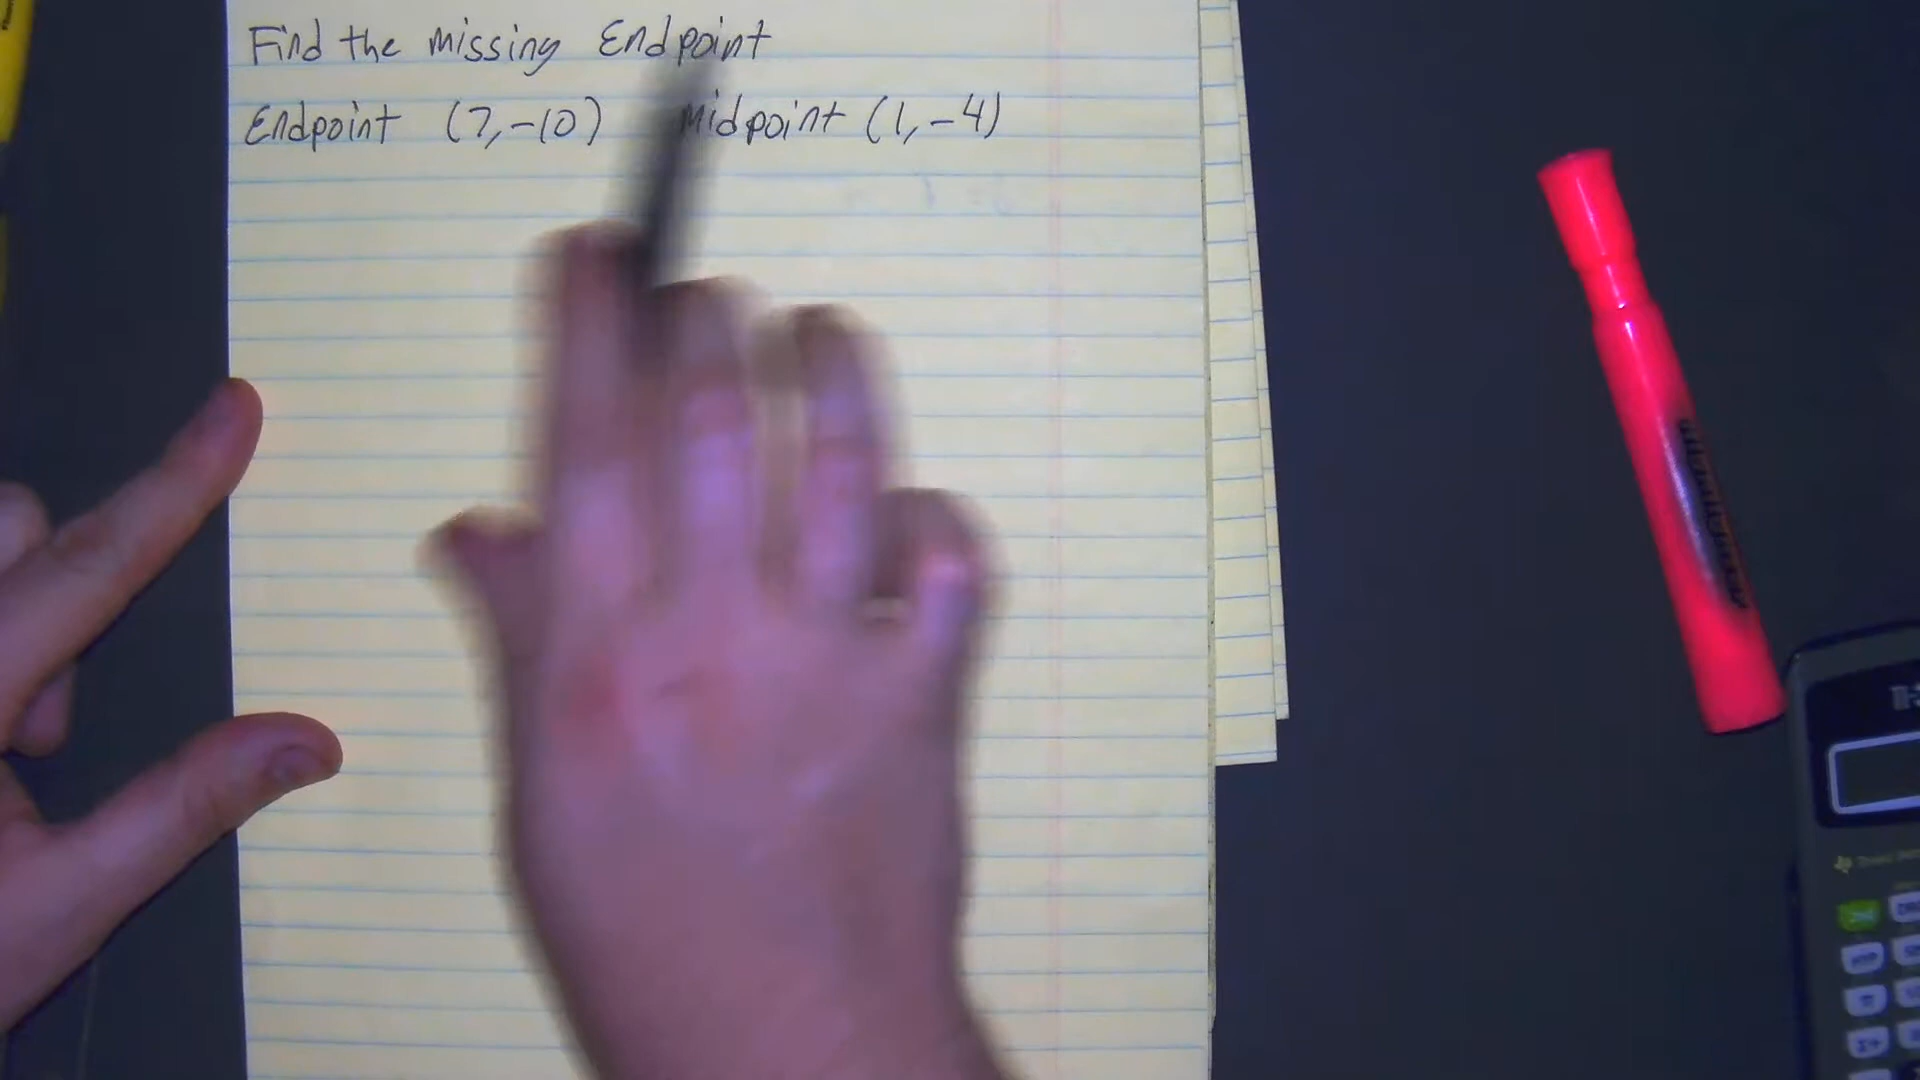 Find the missing Endpoint
Endpoint (7,-10) Midpoint (1,-4)